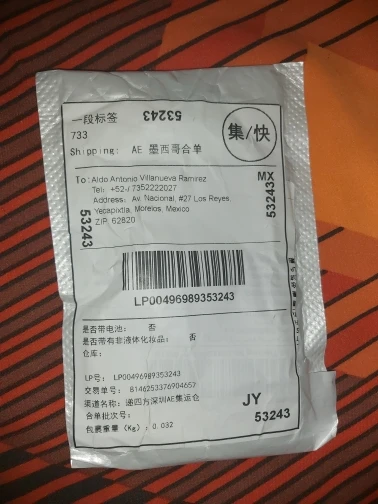 一段标签
53243
733
集/快
Shipping: AE 墨西哥合单
To: Aldo Antonio Villanueva Ramirez
MX
Tel: +52-/ 7352222027
Address: Av. Nacional, #27 Los Reyes
Yecapixtla, Morelos, Mexico
ZIP: 62820
53243
53243
LP00496989353243
是否带电池: 否
是否带有非液体化妆品: 否
仓库:
LP号: LP00496989353243
交易单号: 8146253376904657
渠道名称: 递四方深圳AE集运仓
合单批次号:
包裹重量 (Kg): 0.032
JY
53243